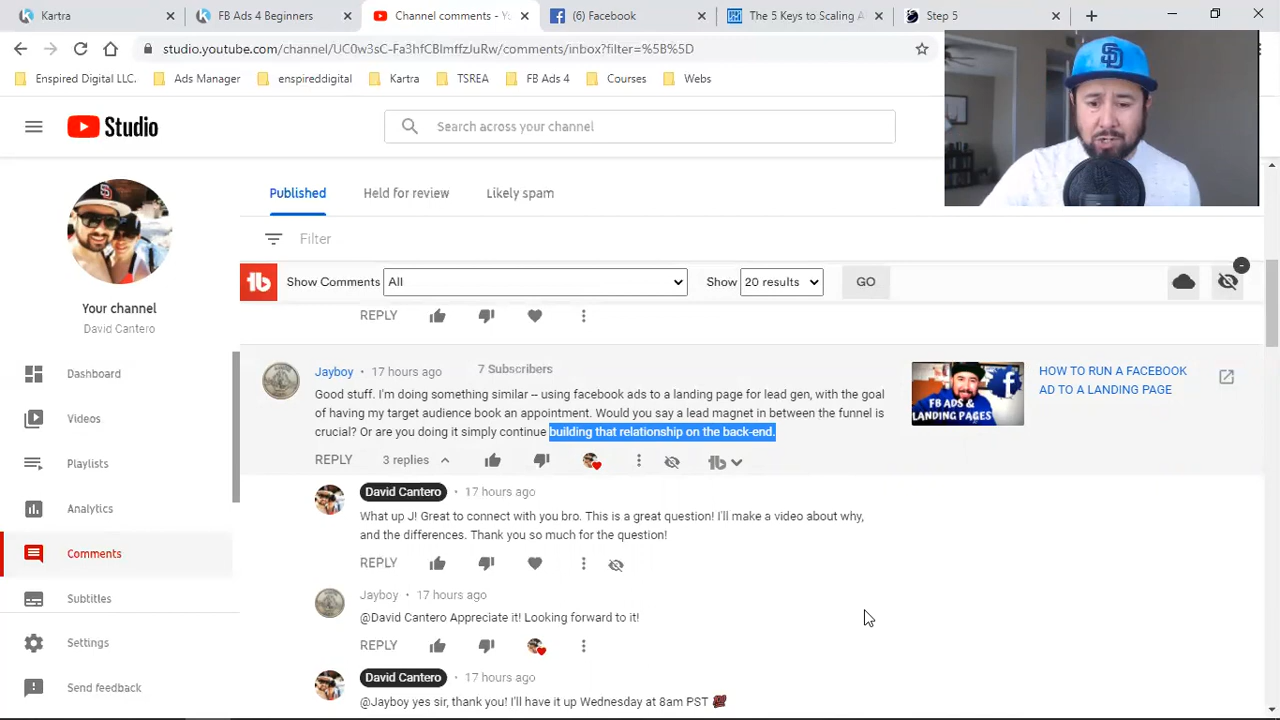 Kartra
FB Ads 4 Beginners
Channel comments - Y
(6) Facebook
The 5 Keys to Scaling A
Step 5
studio.youtube.com/channel/UC0w3sC-Fa3hfCBlmffzJuRw/comments/inbox?filter=%5B%5D
Enspired Digital LLC.
Ads Manager
enspireddigital
Kartra
TSREA
FB Ads 4
Courses
Webs
Studio
Search across your channel
SD
Your channel
David Cantero
Dashboard
Videos
Playlists
Analytics
Comments
Subtitles
Settings
Send feedback
Published
Held for review
Likely spam
Filter
tb
Show Comments
All
Show
20 results
GO
REPLY
Jayboy • 17 hours ago
7 Subscribers
Good stuff. I'm doing something similar -- using facebook ads to a landing page for lead gen, with the goal
of having my target audience book an appointment. Would you say a lead magnet in between the funnel is
crucial? Or are you doing it simply continue building that relationship on the back-end.
FB ADS &
LANDING PAGES
HOW TO RUN A FACEBOOK
AD TO A LANDING PAGE
REPLY
3 replies
tb
David Cantero • 17 hours ago
What up J! Great to connect with you bro. This is a great question! I'll make a video about why,
and the differences. Thank you so much for the question!
REPLY
Jayboy • 17 hours ago
@David Cantero Appreciate it! Looking forward to it!
REPLY
David Cantero • 17 hours ago
@Jayboy yes sir, thank you! I'll have it up Wednesday at 8am PST 💯